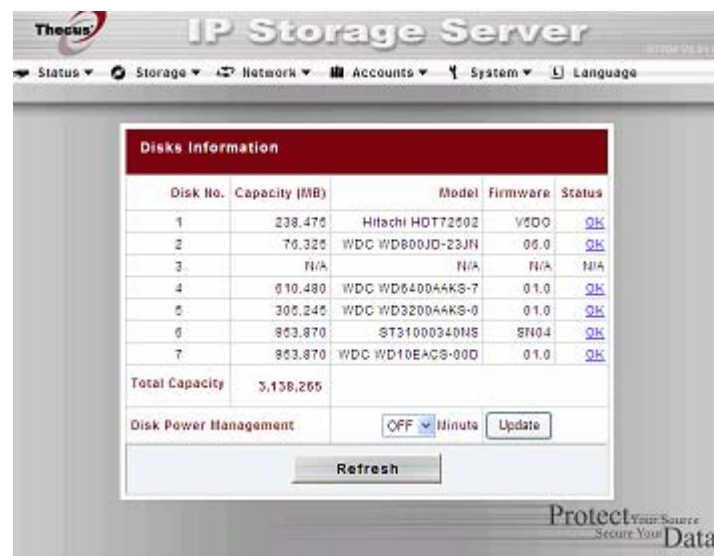 Thecus
IP Storage Server
Status Storage Network Accounts System Language
Disks Information
Disk No. Capacity (MB) Model Firmware Status
1 238,475 Hitachi HDT72502 V5DO OK
2 76,325 WDC WD800JD-23JN 06.0 OK
3 N/A N/A N/A N/A
4 610,480 WDC WD6400AAKS-7 01.0 OK
5 305,245 WDC WD3200AAKS-0 01.0 OK
6 953,870 ST31000340NS SN04 OK
7 953,870 WDC WD10EACS-00D 01.0 OK
Total Capacity 3,138,265
Disk Power Management OFF Minute Update
Refresh
Protect Your Source
Secure Your Data